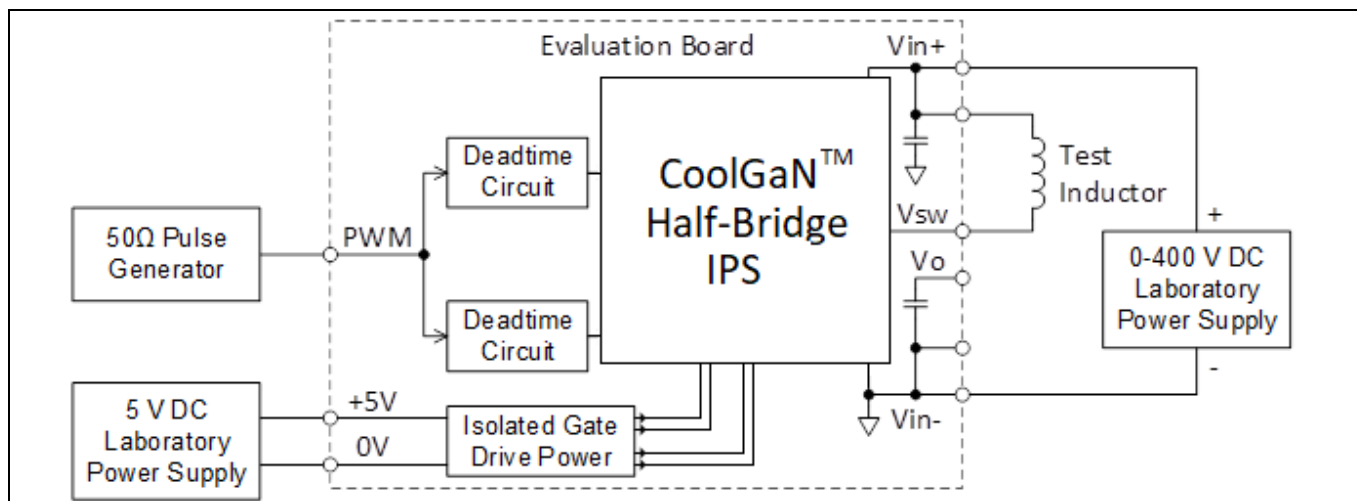 Evaluation Board
Vin+
Deadtime
Circuit
CoolGaN™
Half-Bridge
IPS
Test
Inductor
Vsw
50Ω Pulse
Generator
PWM
Vo
+
0-400 V DC
Laboratory
Power Supply
-
Deadtime
Circuit
5 V DC
Laboratory
Power Supply
+5V
0V
Isolated Gate
Drive Power
Vin-